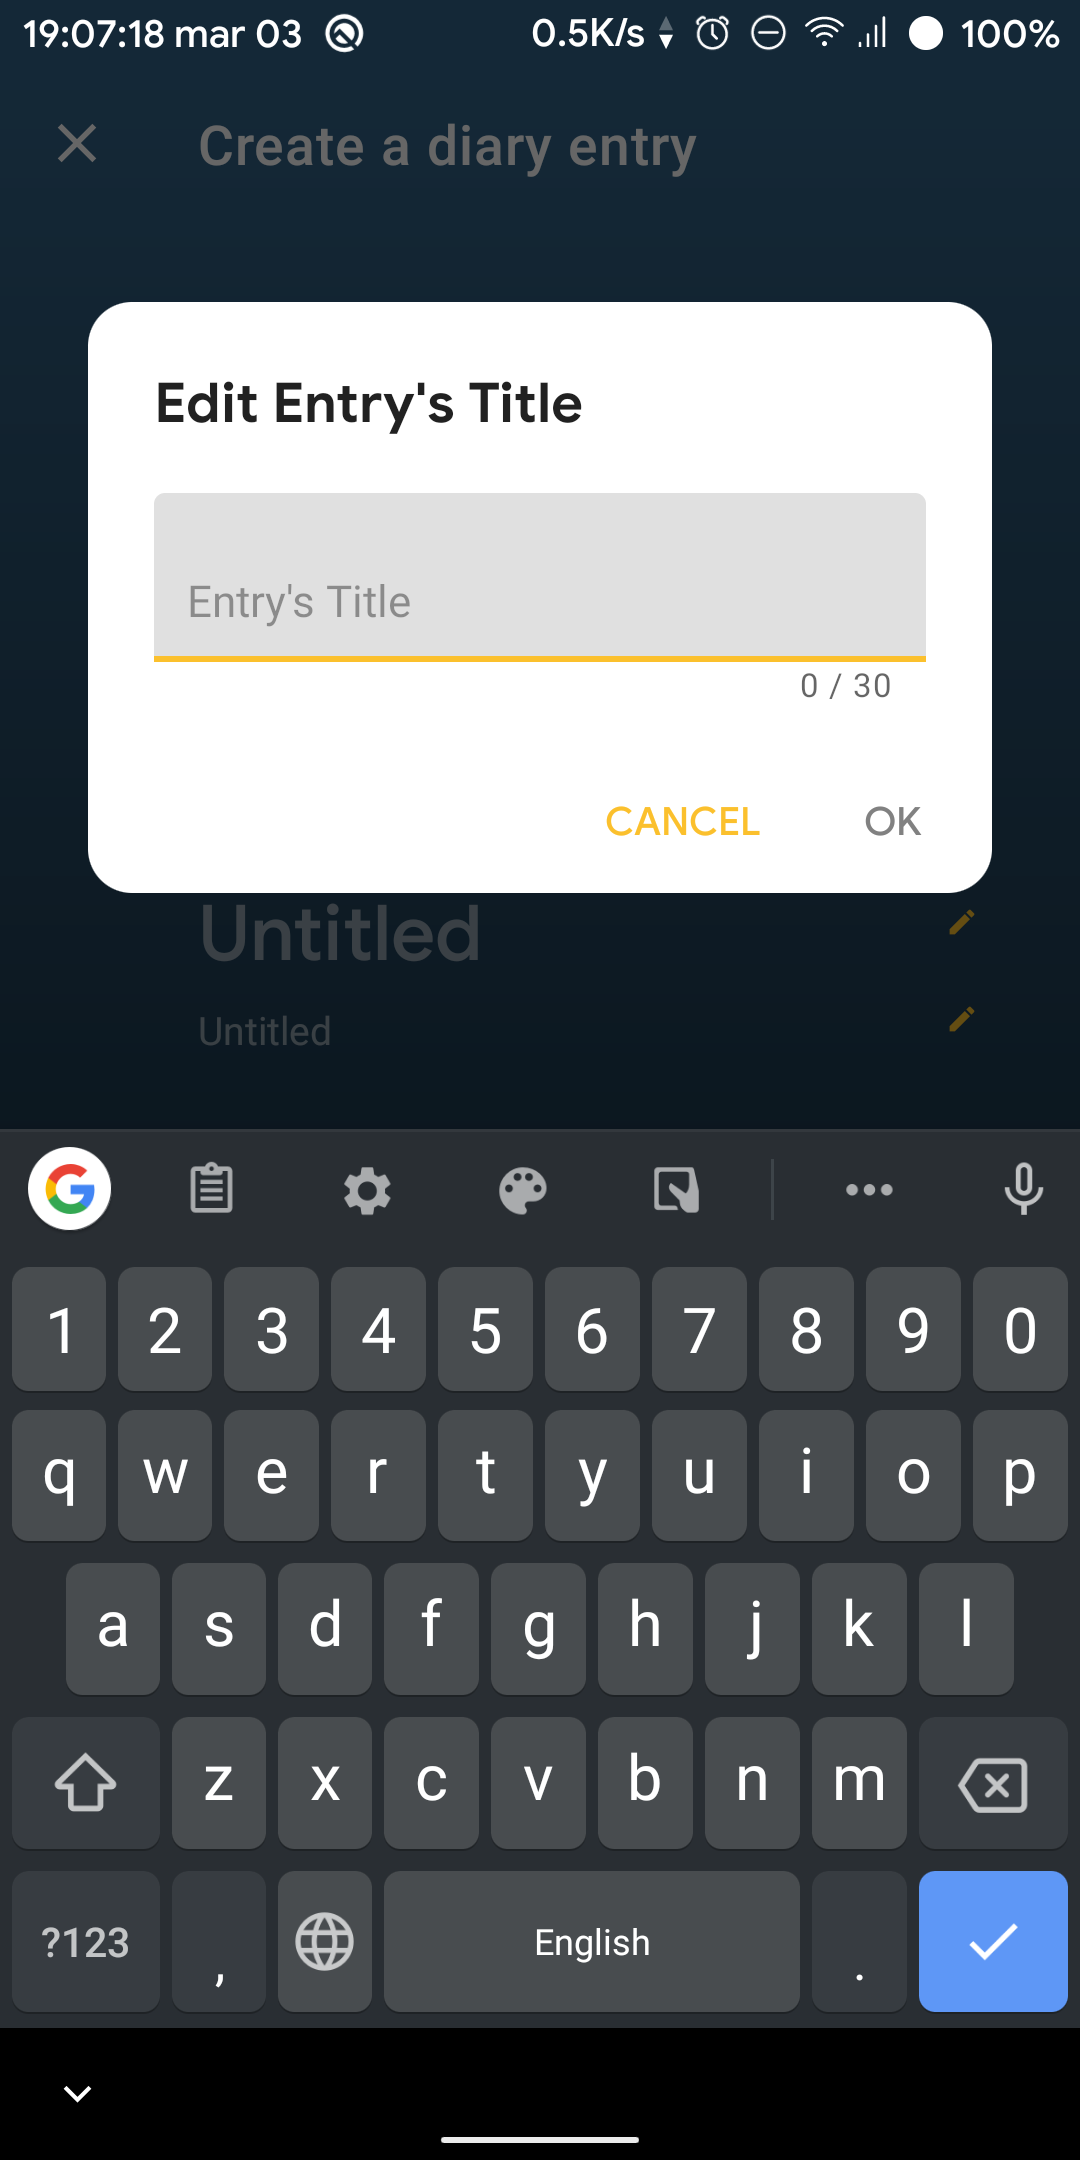 19:07:18 mar 03 0.5K/s 100%
Create a diary entry
Edit Entry's Title
Entry's Title
0 / 30
CANCEL OK
Untitled
Untitled
1 2 3 4 5 6 7 8 9 0
q w e r t y u i o p
a s d f g h j k l
z x c v b n m
?123 , English .